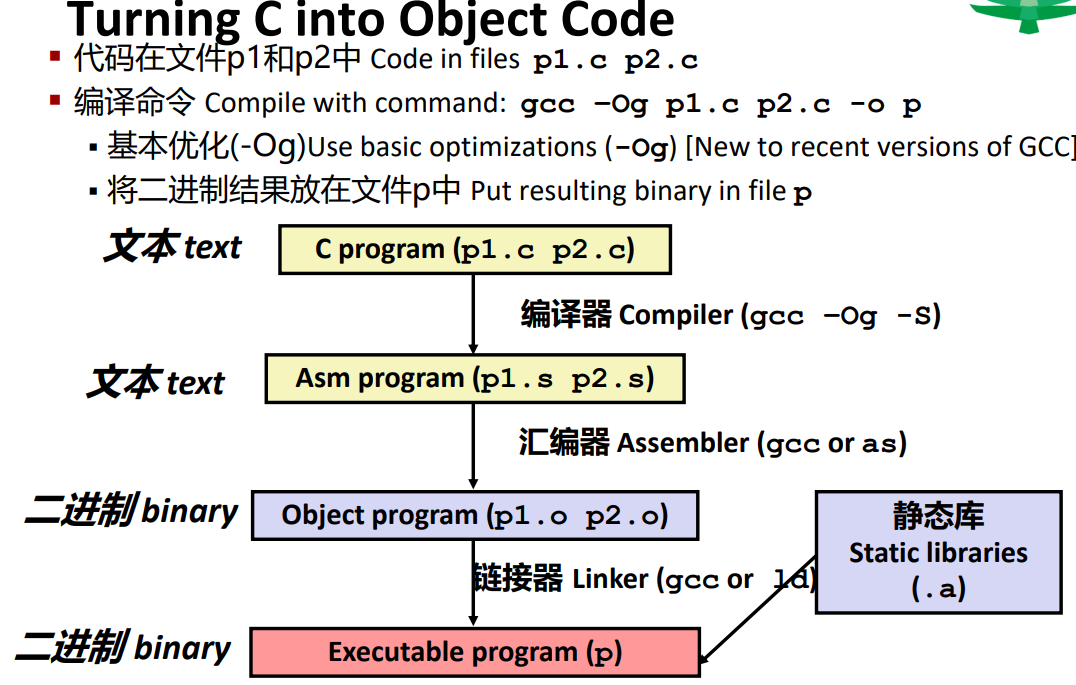 Turning C into Object Code
▪ 代码在文件p1和p2中 Code in files p1.c p2.c
▪ 编译命令 Compile with command: gcc –Og p1.c p2.c -o p
▪ 基本优化(-Og)Use basic optimizations (-Og) [New to recent versions of GCC]
▪ 将二进制结果放在文件p中 Put resulting binary in file p
文本 text
C program (p1.c p2.c)
编译器 Compiler (gcc –Og -S)
文本 text
Asm program (p1.s p2.s)
汇编器 Assembler (gcc or as)
二进制 binary
Object program (p1.o p2.o)
静态库
Static libraries
(.a)
链接器 Linker (gcc or ld)
二进制 binary
Executable program (p)